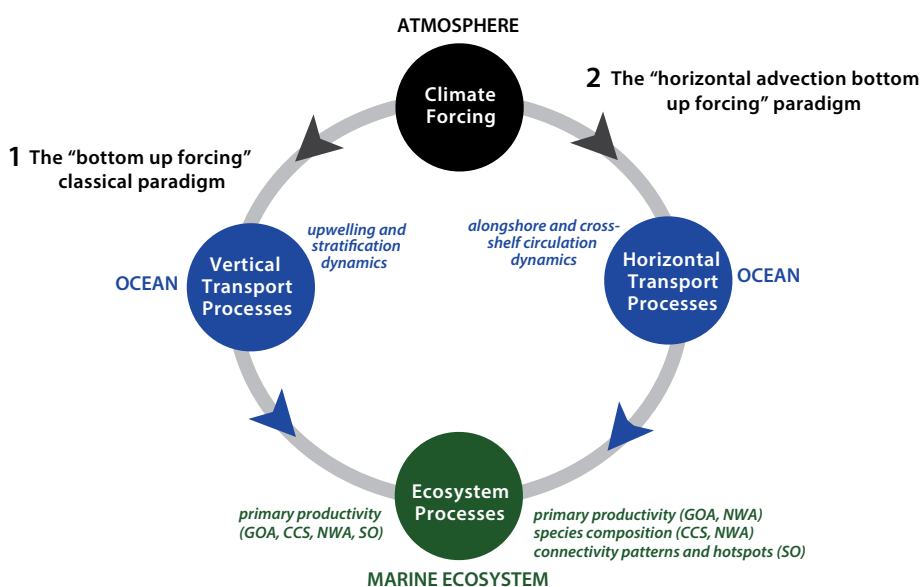 ATMOSPHERE
Climate
Forcing
2 The “horizontal advection bottom
up forcing” paradigm
1 The “bottom up forcing”
classical paradigm
upwelling and
stratification
dynamics
alongshore and cross-
shelf circulation
dynamics
OCEAN
Vertical
Transport
Processes
Horizontal
Transport
Processes
OCEAN
Ecosystem
Processes
primary productivity
(GOA, CCS, NWA, SO)
primary productivity (GOA, NWA)
species composition (CCS, NWA)
connectivity patterns and hotspots (SO)
MARINE ECOSYSTEM